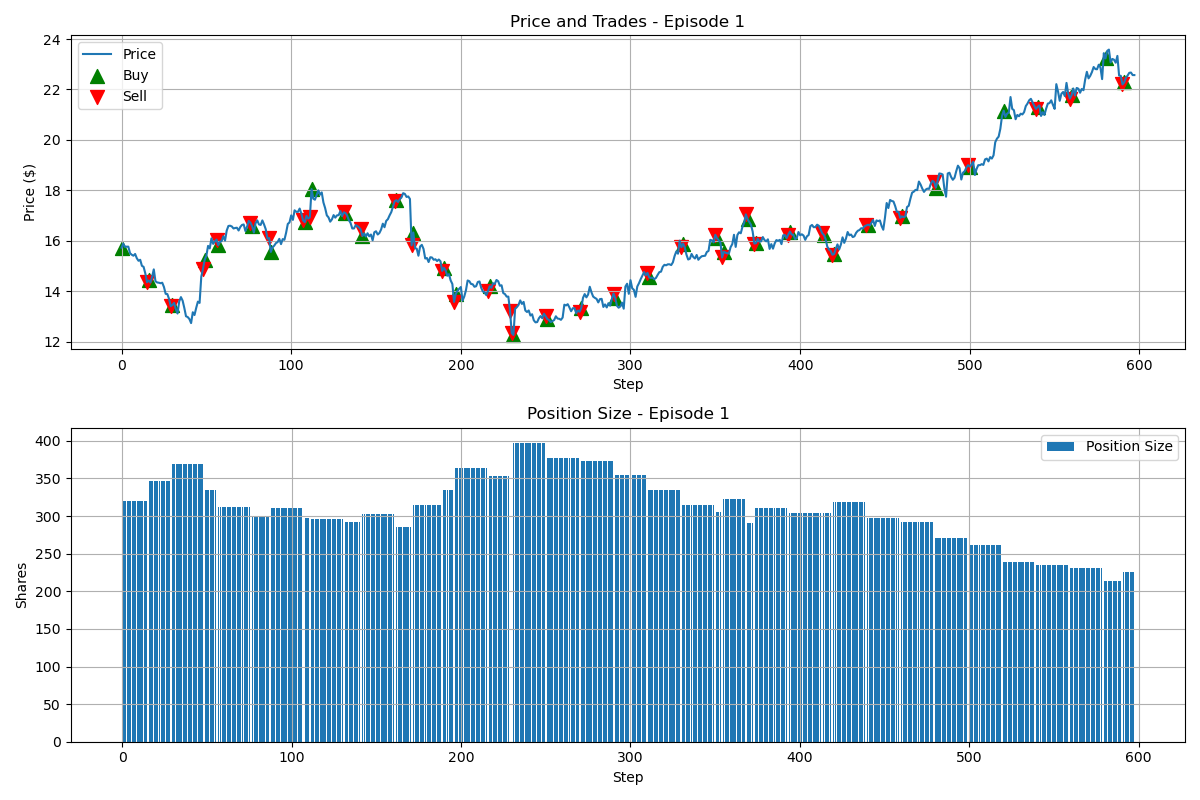 Price and Trades - Episode 1
Price ($)
24
22
20
18
16
14
12
Price
Buy
Sell
0 100 200 300 400 500 600
Step
Position Size - Episode 1
Shares
400
350
300
250
200
150
100
50
0
Position Size
0 100 200 300 400 500 600
Step